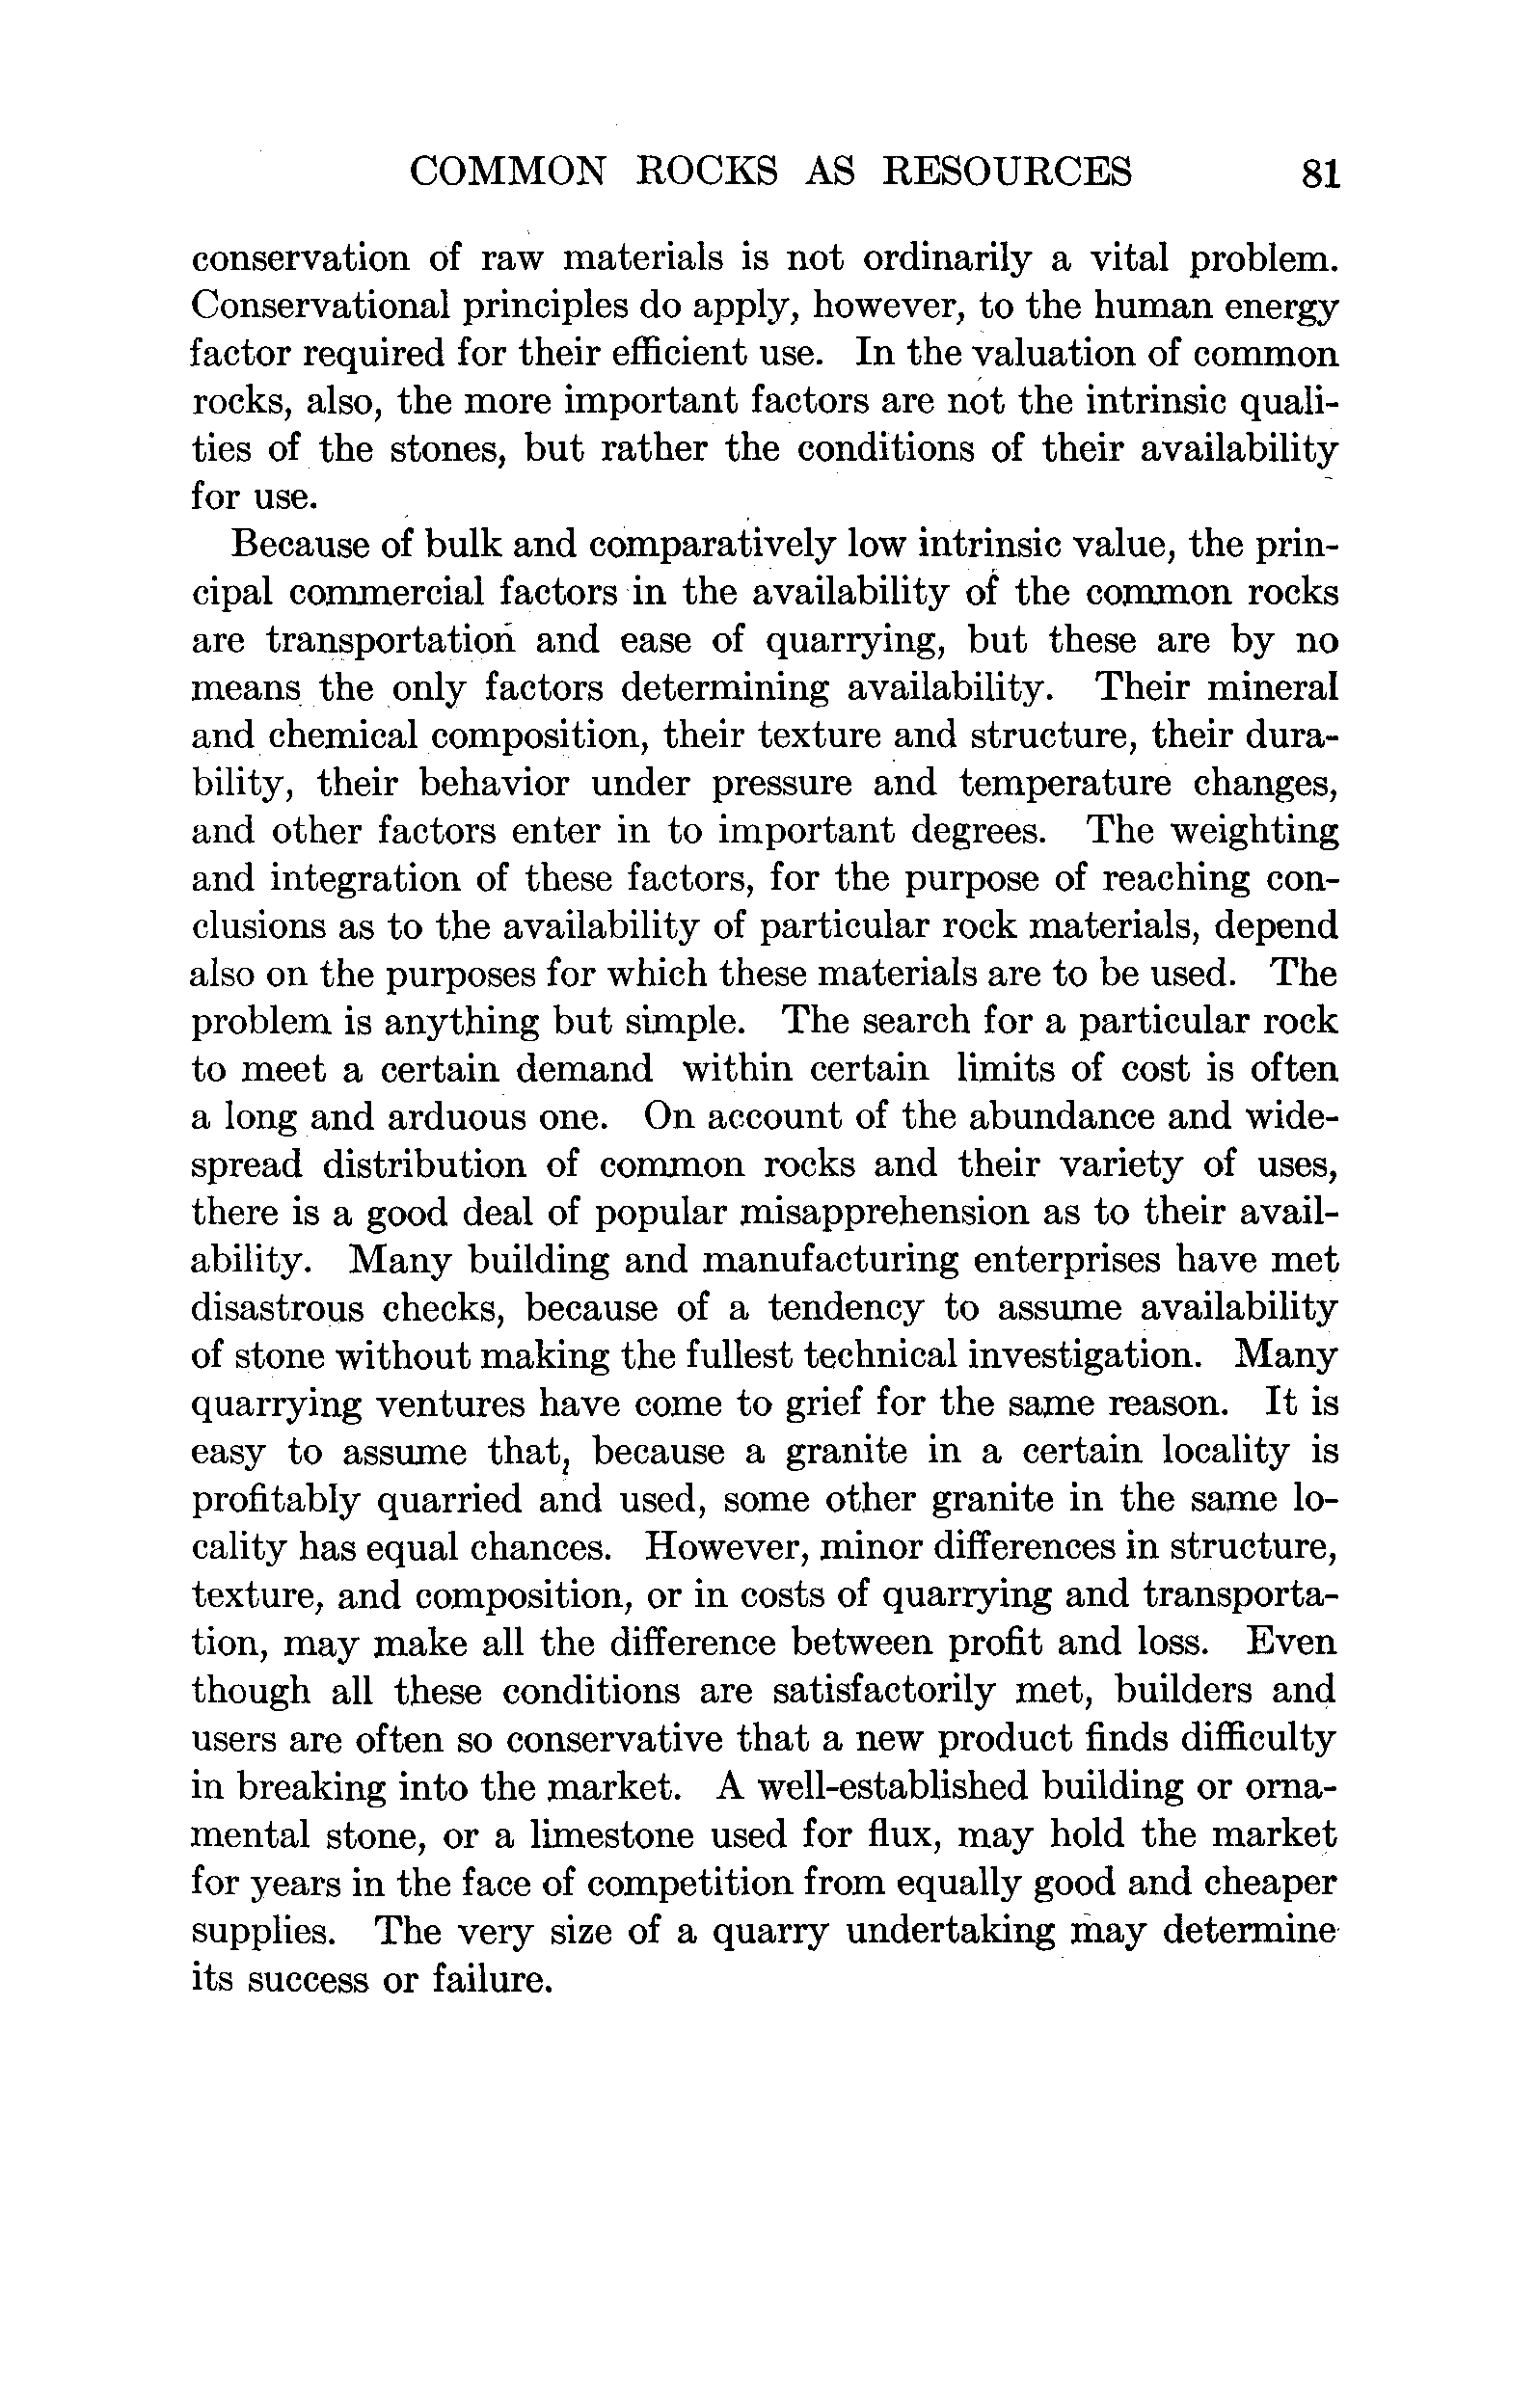 COMMON ROCKS AS RESOURCES 81
conservation of raw materials is not ordinarily a vital problem.
Conservational principles do apply, however, to the human energy
factor required for their efficient use. In the valuation of common
rocks, also, the more important factors are not the intrinsic quali-
ties of the stones, but rather the conditions of their availability
for use.
Because of bulk and comparatively low intrinsic value, the prin-
cipal commercial factors in the availability of the common rocks
are transportation and ease of quarrying, but these are by no
means the only factors determining availability. Their mineral
and chemical composition, their texture and structure, their dura-
bility, their behavior under pressure and temperature changes,
and other factors enter in to important degrees. The weighting
and integration of these factors, for the purpose of reaching con-
clusions as to the availability of particular rock materials, depend
also on the purposes for which these materials are to be used. The
problem is anything but simple. The search for a particular rock
to meet a certain demand within certain limits of cost is often
a long and arduous one. On account of the abundance and wide-
spread distribution of common rocks and their variety of uses,
there is a good deal of popular misapprehension as to their avail-
ability. Many building and manufacturing enterprises have met
disastrous checks, because of a tendency to assume availability
of stone without making the fullest technical investigation. Many
quarrying ventures have come to grief for the same reason. It is
easy to assume that, because a granite in a certain locality is
profitably quarried and used, some other granite in the same lo-
cality has equal chances. However, minor differences in structure,
texture, and composition, or in costs of quarrying and transporta-
tion, may make all the difference between profit and loss. Even
though all these conditions are satisfactorily met, builders and
users are often so conservative that a new product finds difficulty
in breaking into the market. A well-established building or orna-
mental stone, or a limestone used for flux, may hold the market
for years in the face of competition from equally good and cheaper
supplies. The very size of a quarry undertaking may determine
its success or failure.